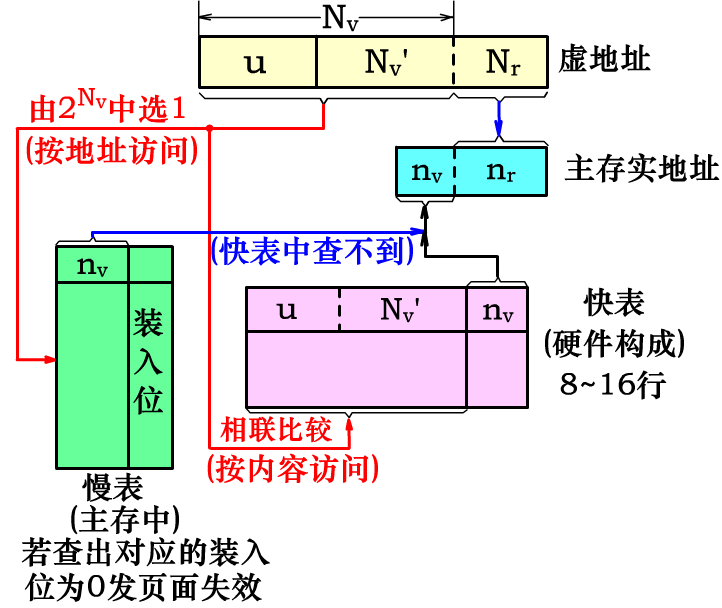 Nv
u Nv' Nr 虚地址
由2^Nv中选1
(按地址访问)
nv nr 主存实地址
(快表中查不到)
nv
装入位
u Nv' nv
快表
(硬件构成)
8~16行
相联比较
(按内容访问)
慢表
(主存中)
若查出对应的装入
位为0发页面失效